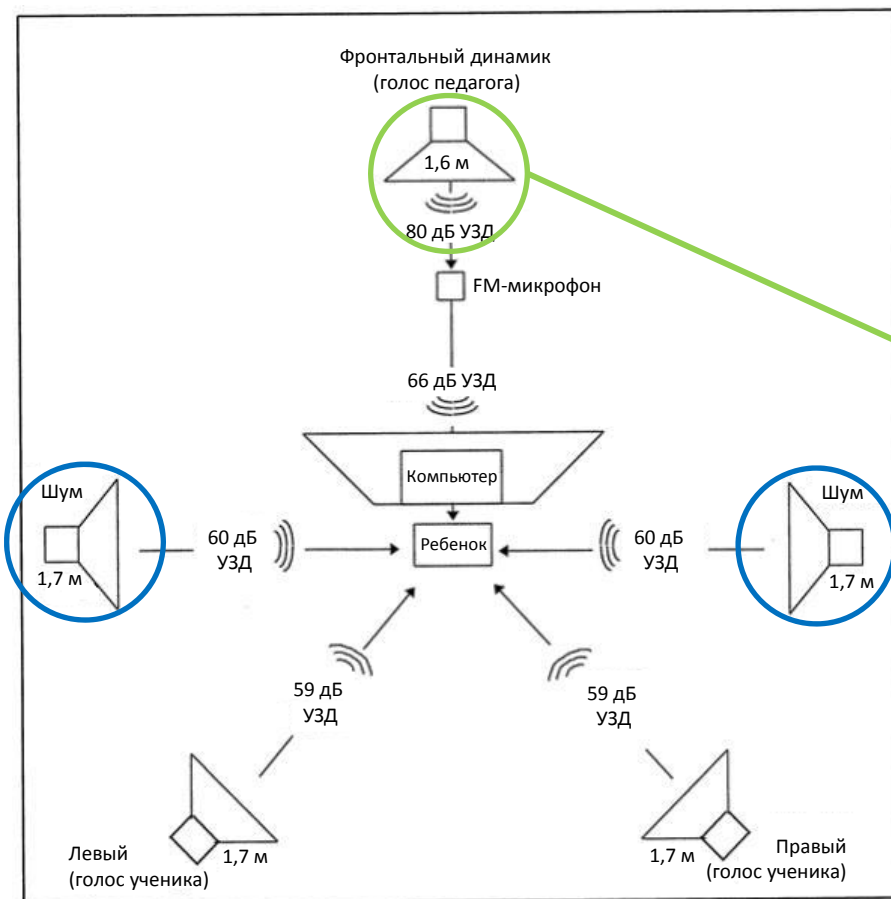 Фронтальный динамик
(голос педагога)
1,6 м
80 дБ УЗД
FM-микрофон
66 дБ УЗД
Компьютер
Шум
1,7 м
60 дБ
УЗД
Ребенок
60 дБ
УЗД
Шум
1,7 м
59 дБ
УЗД
59 дБ
УЗД
Левый
(голос ученика)
1,7 м
1,7 м
Правый
(голос ученика)